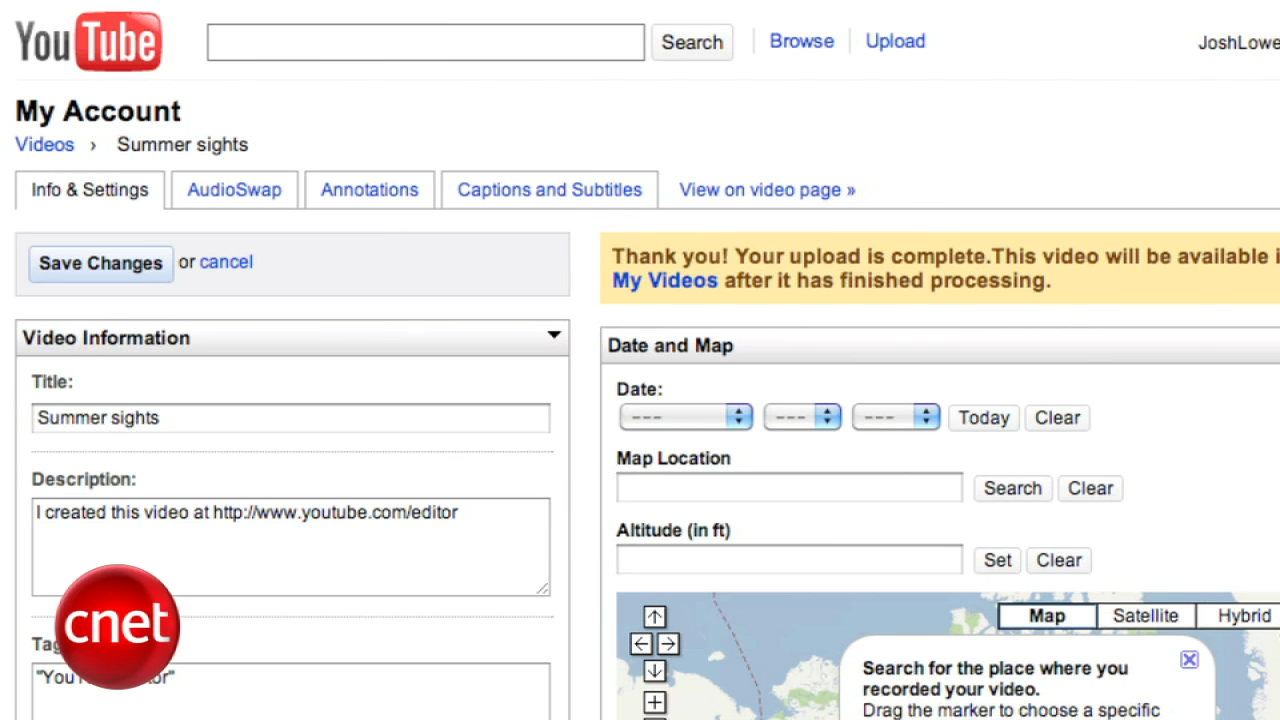 YouTube
Search
Browse
Upload
JoshLowe
My Account
Videos › Summer sights
Info & Settings
AudioSwap
Annotations
Captions and Subtitles
View on video page »
Save Changes or cancel
Thank you! Your upload is complete.This video will be available i
My Videos after it has finished processing.
Video Information
Title:
Summer sights
Description:
I created this video at http://www.youtube.com/editor
cnet
Date and Map
Date:
--- --- --- Today Clear
Map Location
Search Clear
Altitude (in ft)
Set Clear
Map Satellite Hybrid
Search for the place where you
recorded your video.
Drag the marker to choose a specific